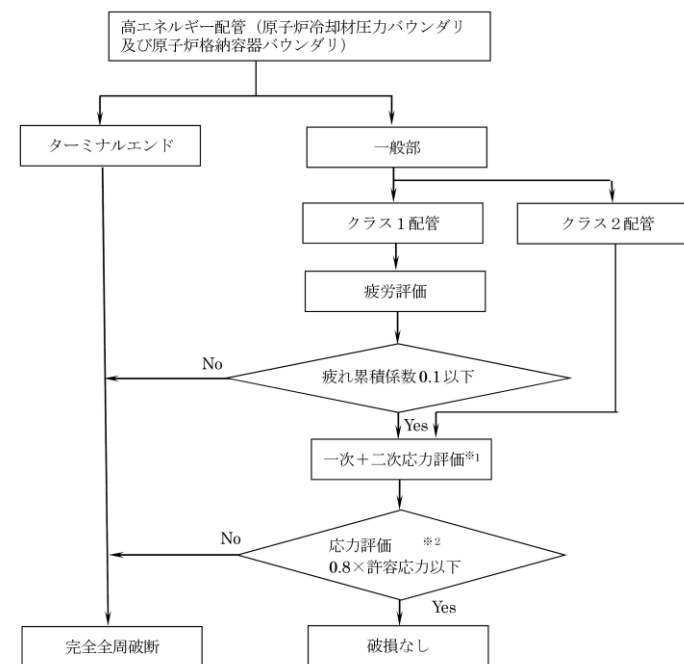 高エネルギー配管（原子炉冷却材圧力バウンダリ
及び原子炉格納容器バウンダリ）
ターミナルエンド
一般部
クラス１配管
クラス２配管
疲労評価
No
疲れ累積係数0.1以下
Yes
一次＋二次応力評価※1
No
応力評価 ※2
0.8×許容応力以下
Yes
完全全周破断
破損なし